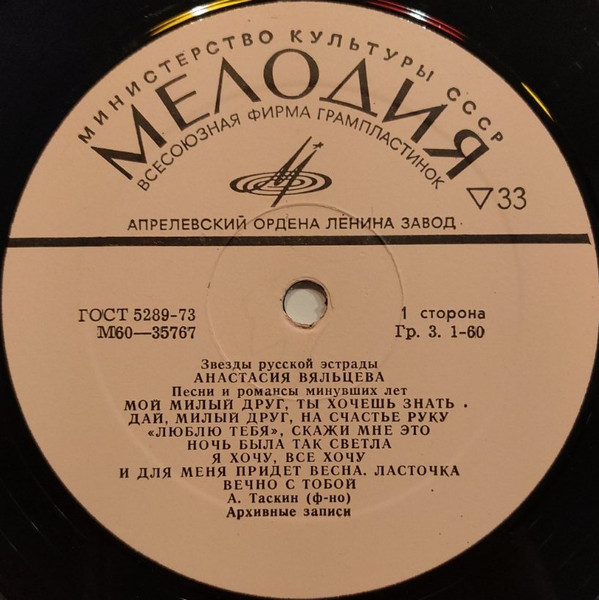 МИНИСТЕРСТВО КУЛЬТУРЫ СССР
МЕЛОДИЯ
ВСЕСОЮЗНАЯ ФИРМА ГРАМПЛАСТИНОК
33
АПРЕЛЕВСКИЙ ОРДЕНА ЛЕНИНА ЗАВОД
ГОСТ 5289-73
М60—35767
1 сторона
Гр. 3. 1-60
Звезды русской эстрады
АНАСТАСИЯ ВЯЛЬЦЕВА
Песни и романсы минувших лет
МОЙ МИЛЫЙ ДРУГ, ТЫ ХОЧЕШЬ ЗНАТЬ .
ДАЙ, МИЛЫЙ ДРУГ, НА СЧАСТЬЕ РУКУ
«ЛЮБЛЮ ТЕБЯ», СКАЖИ МНЕ ЭТО
НОЧЬ БЫЛА ТАК СВЕТЛА
Я ХОЧУ, ВСЕ ХОЧУ
И ДЛЯ МЕНЯ ПРИДЕТ ВЕСНА. ЛАСТОЧКА
ВЕЧНО С ТОБОЙ
А. Таскин (ф-но)
Архивные записи